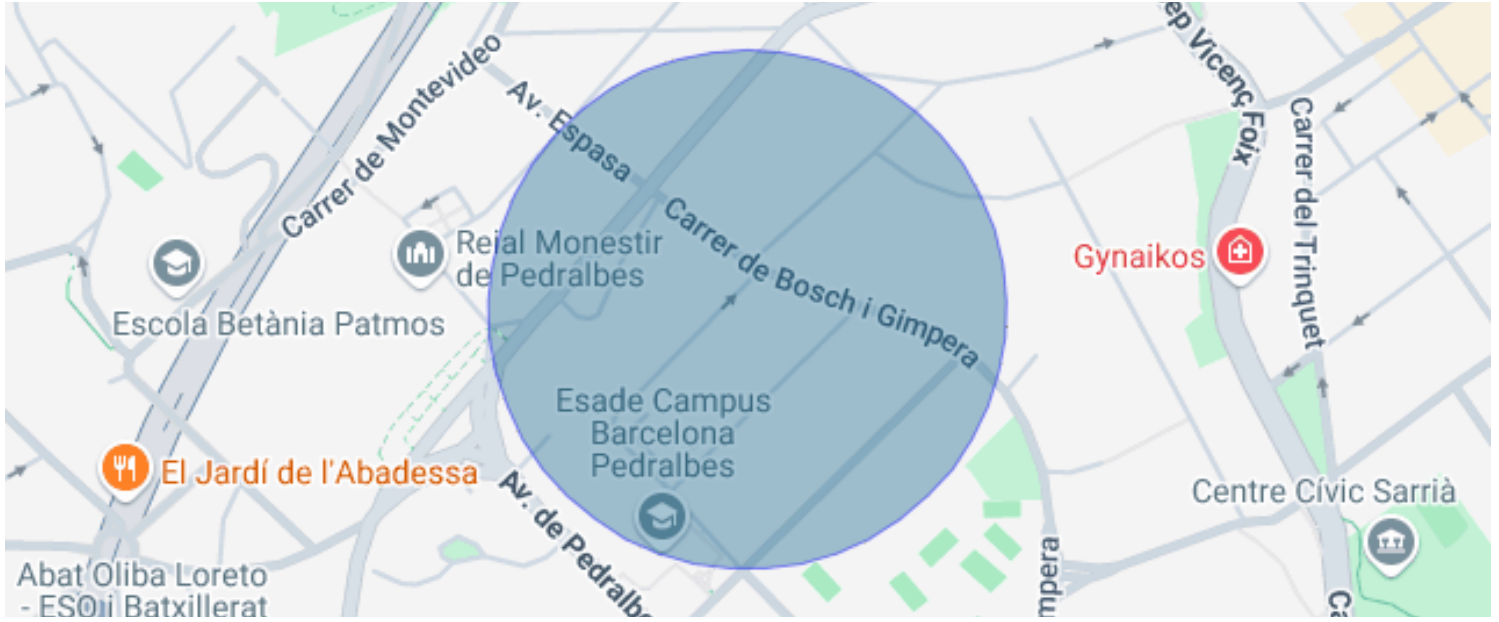 ep Vicenç Foix
Carrer de Montevideo
Av. Espasa
Carrer del Trinquet
Carrer de Bosch i Gimpera
Reial Monestir
de Pedralbes
Gynaikos
Escola Betània Patmos
Esade Campus
Barcelona
Pedralbes
El Jardí de l'Abadessa
Av. de Pedralbe
Centre Cívic Sarrià
mpera
Abat Oliba Loreto
- ESO i Batxillerat
Ca